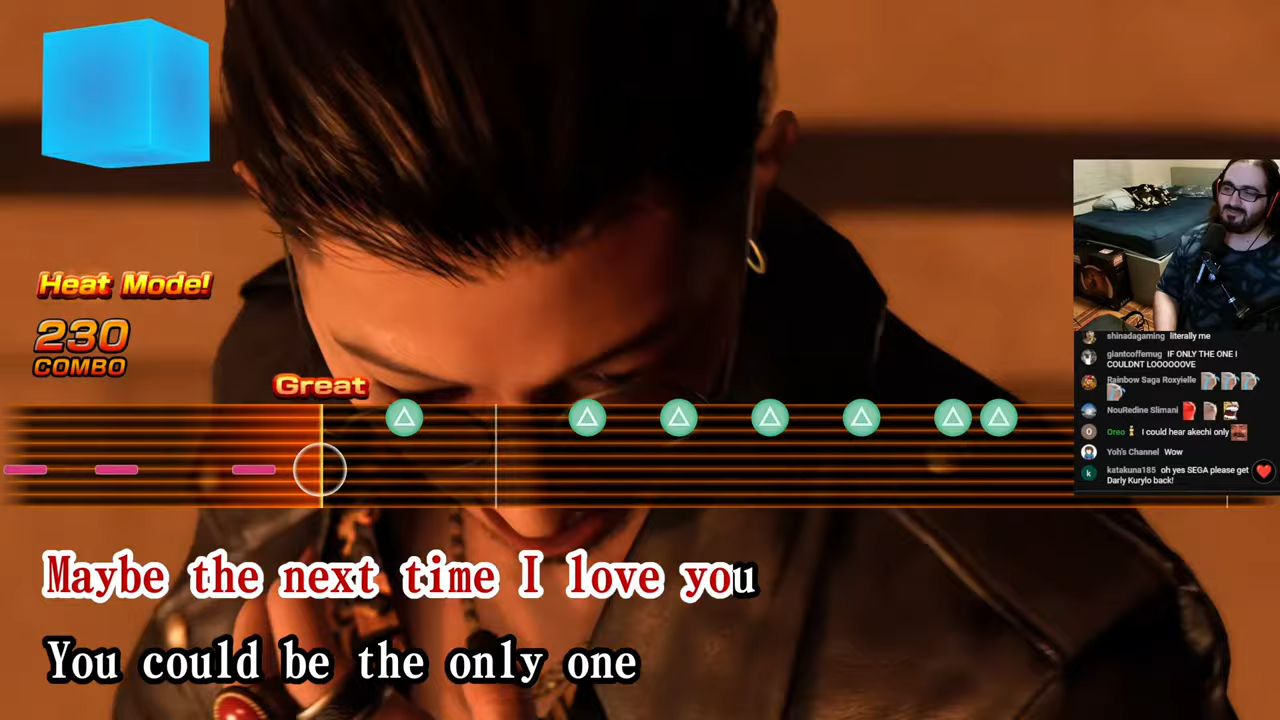 Heat Mode!
230
COMBO
Great
shinadagaming literally me
giantcoffemug IF ONLY THE ONE I
COULDNT LOOOOOOVE
Rainbow Saga Roxyielle
NouRedine Slimani
Oreo I could hear akechi only
Yoh's Channel Wow
katakuna185 oh yes SEGA please get
Darly Kurylo back!
Maybe the next time I love you
You could be the only one